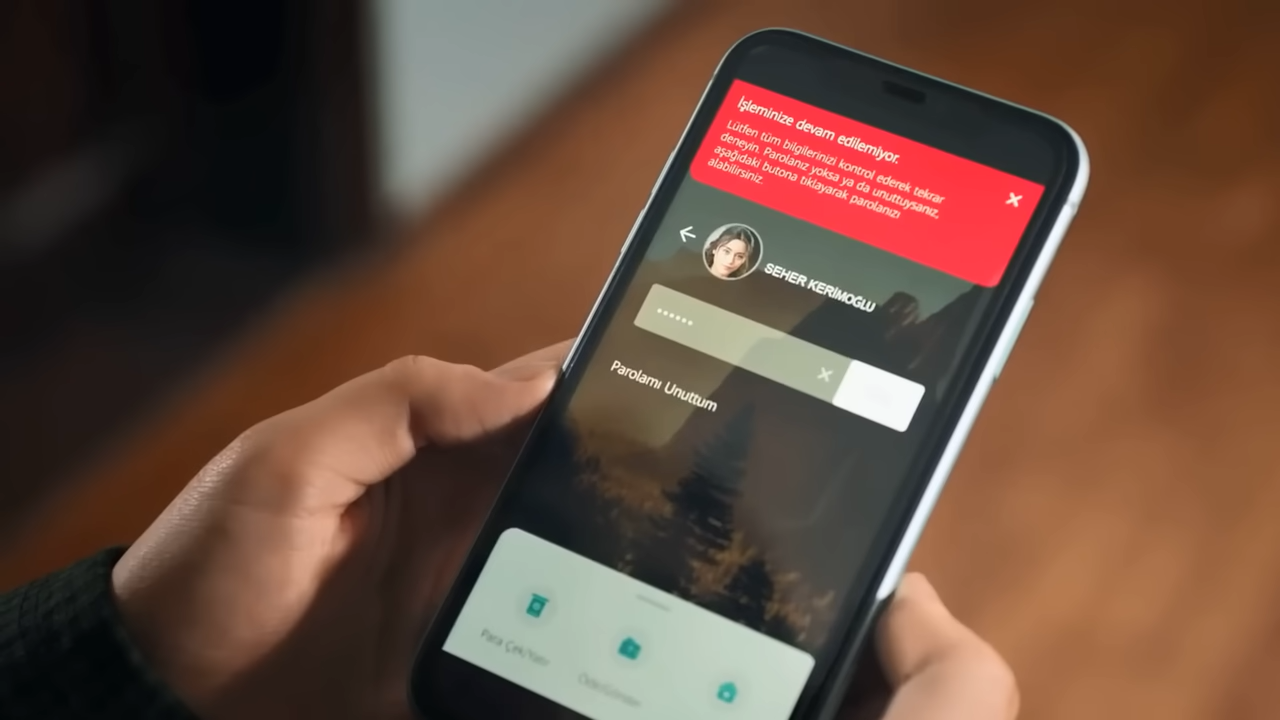 İşleminize devam edilemiyor.
Lütfen tüm bilgilerinizi kontrol ederek tekrar
deneyin. Parolanız yoksa ya da unuttuysanız,
aşağıdaki butona tıklayarak parolanızı
alabilirsiniz.
SEHER KERİMOĞLU
Parolamı Unuttum
Para Çek/Yatır